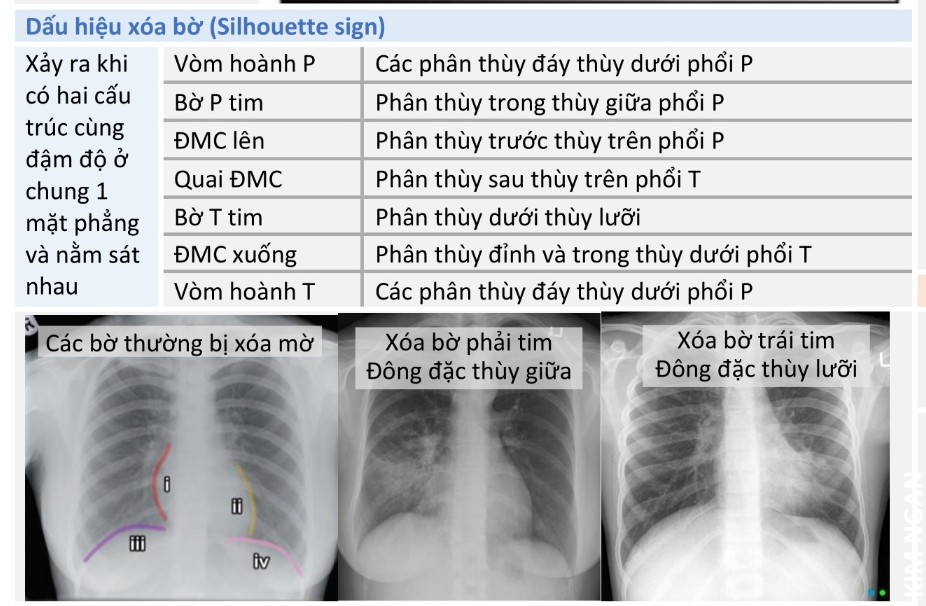 Dấu hiệu xóa bờ (Silhouette sign)
Xảy ra khi
có hai cấu
trúc cùng
đậm độ ở
chung 1
mặt phẳng
và nằm sát
nhau
Vòm hoành P Các phân thùy đáy thùy dưới phổi P
Bờ P tim Phân thùy trong thùy giữa phổi P
ĐMC lên Phân thùy trước thùy trên phổi P
Quai ĐMC Phân thùy sau thùy trên phổi T
Bờ T tim Phân thùy dưới thùy lưỡi
ĐMC xuống Phân thùy đỉnh và trong thùy dưới phổi T
Vòm hoành T Các phân thùy đáy thùy dưới phổi P
Các bờ thường bị xóa mờ
i
ii
iii
iv
Xóa bờ phải tim
Đông đặc thùy giữa
Xóa bờ trái tim
Đông đặc thùy lưỡi
L
KIM NGAN